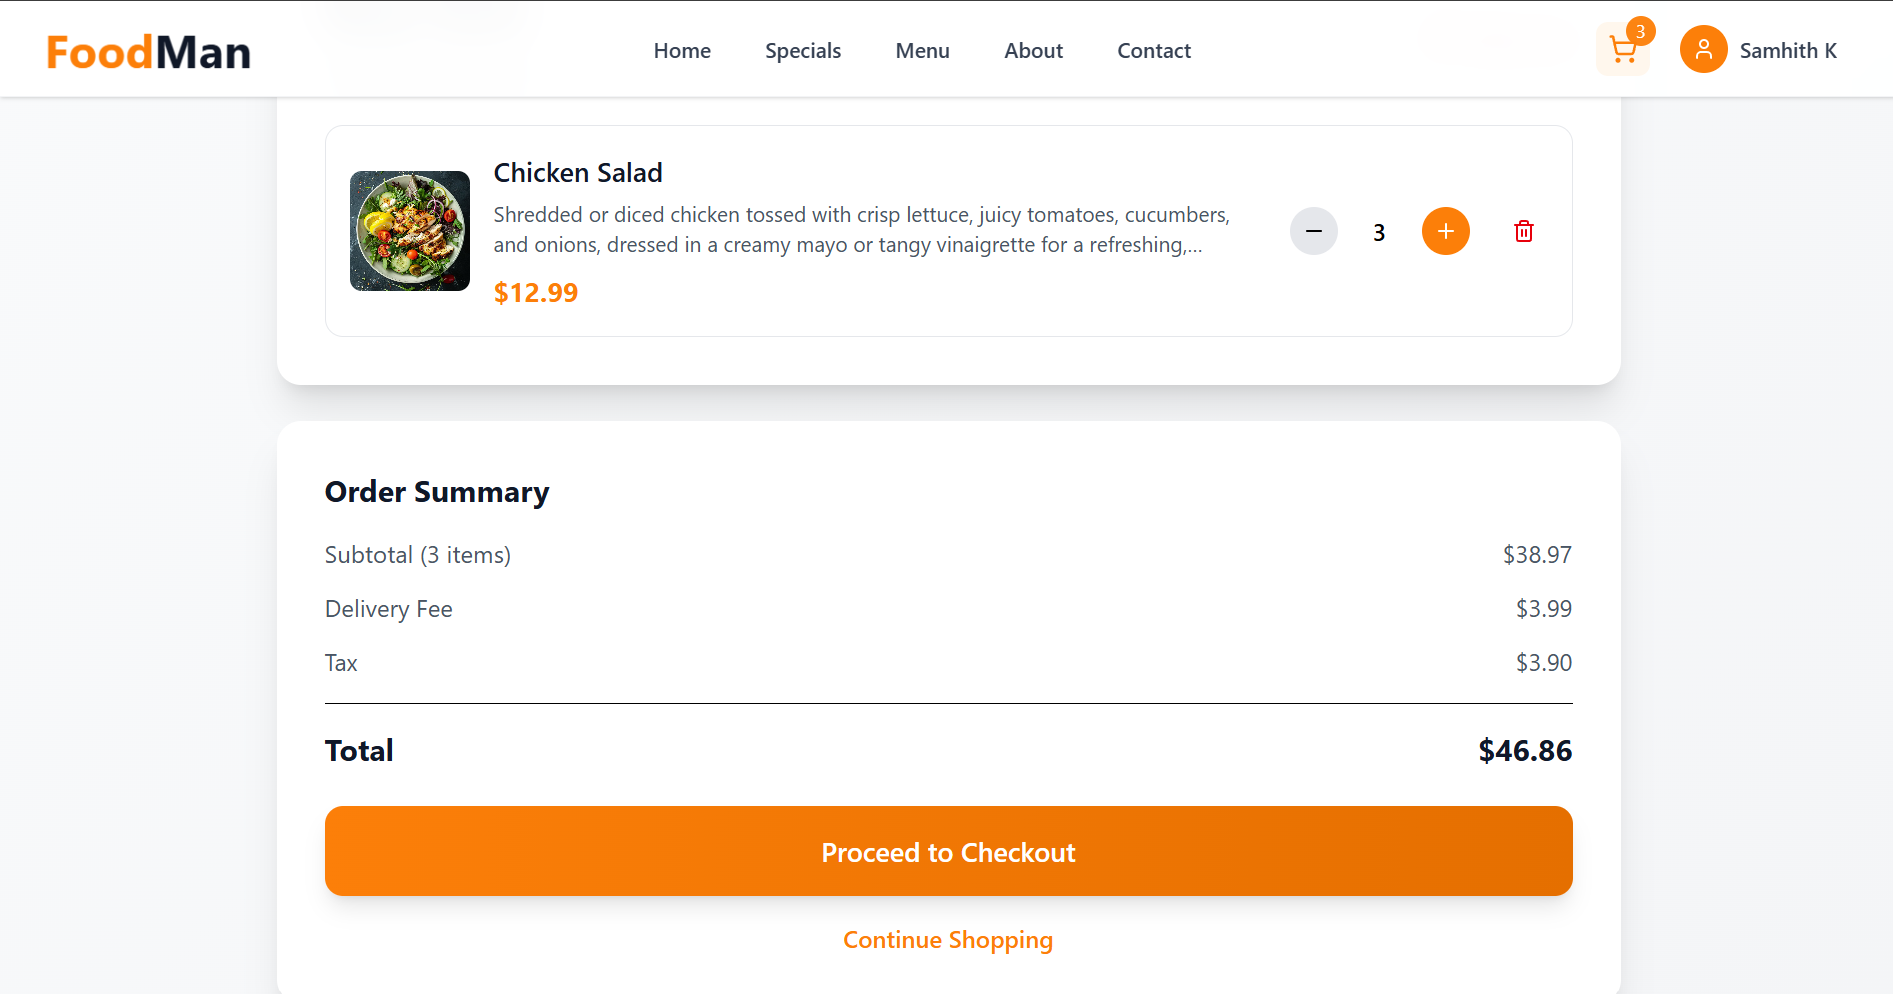 FoodMan
Home
Specials
Menu
About
Contact
3
Samhith K
Chicken Salad
Shredded or diced chicken tossed with crisp lettuce, juicy tomatoes, cucumbers,
and onions, dressed in a creamy mayo or tangy vinaigrette for a refreshing,...
$12.99
3
Order Summary
Subtotal (3 items)
$38.97
Delivery Fee
$3.99
Tax
$3.90
Total
$46.86
Proceed to Checkout
Continue Shopping